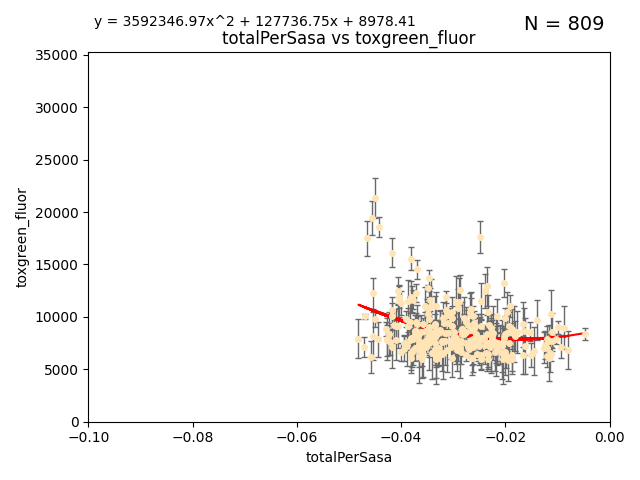 y = 3592346.97x^2 + 127736.75x + 8978.41
N = 809
totalPerSasa vs toxgreen_fluor
35000
30000
25000
20000
15000
10000
5000
0
toxgreen_fluor
−0.10
−0.08
−0.06
−0.04
−0.02
0.00
totalPerSasa